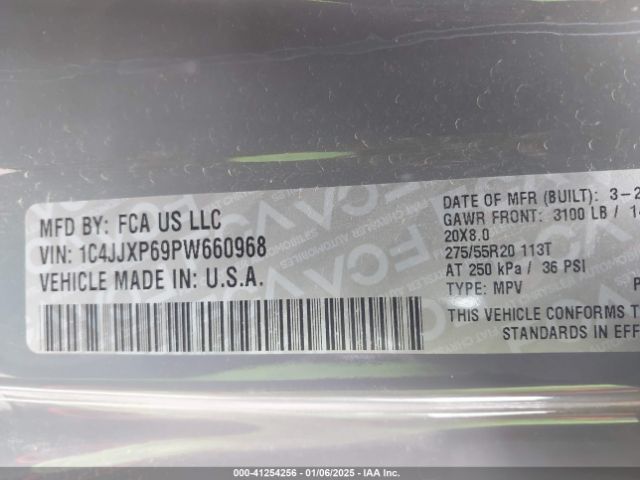 MFD BY: FCA US LLC
VIN: 1C4JJXP69PW660968
VEHICLE MADE IN: U.S.A.
DATE OF MFR (BUILT): 3-2
GAWR FRONT: 3100 LB /
20X8.0
275/55R20 113T
AT 250 kPa / 36 PSI
TYPE: MPV
THIS VEHICLE CONFORMS T
STANDARDS IN EFF
000-41254256 - 01/06/2025 - IAA Inc.